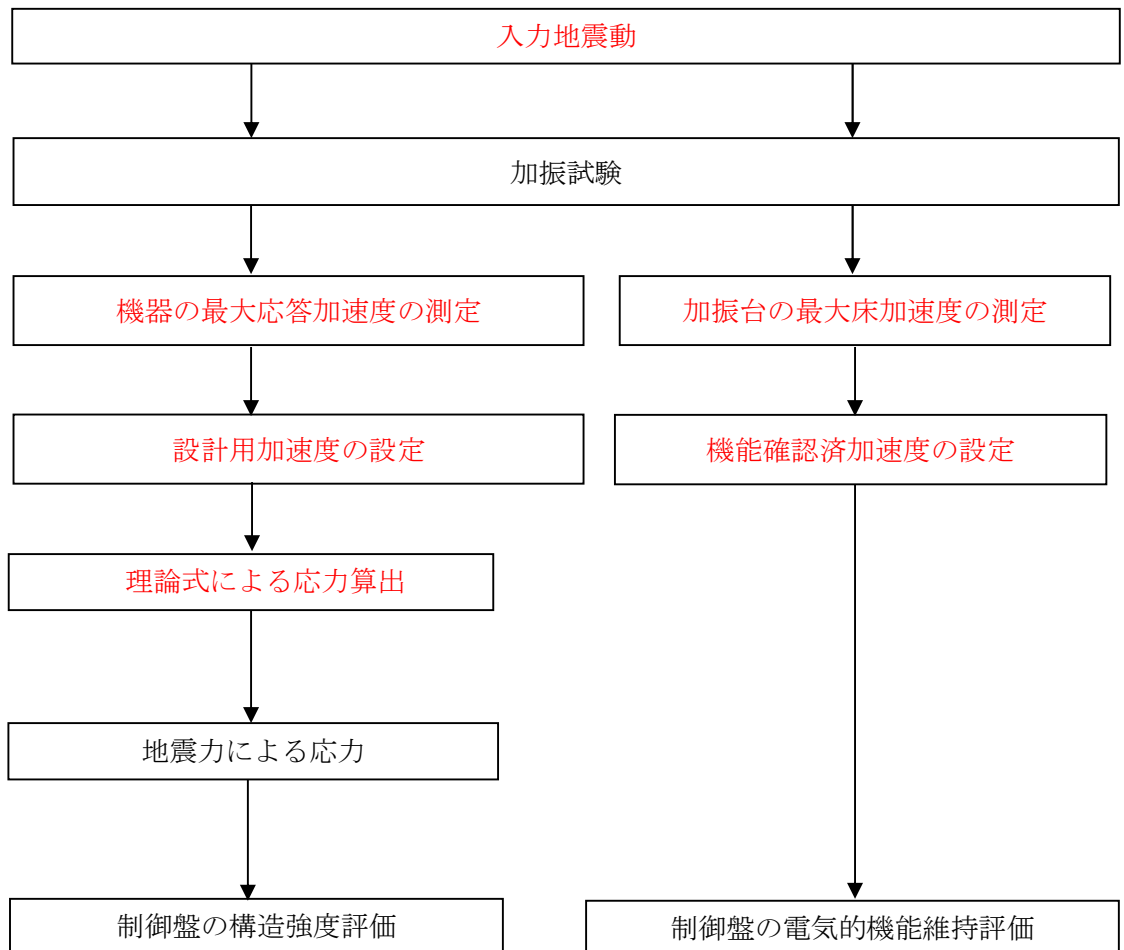 入力地震動
加振試験
機器の最大応答加速度の測定
加振台の最大床加速度の測定
設計用加速度の設定
機能確認済加速度の設定
理論式による応力算出
地震力による応力
制御盤の構造強度評価
制御盤の電気的機能維持評価